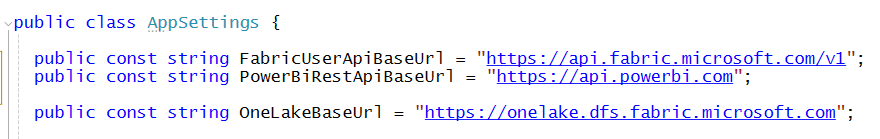 public class AppSettings {
public const string FabricUserApiBaseUrl = "https://api.fabric.microsoft.com/v1";
public const string PowerBiRestApiBaseUrl = "https://api.powerbi.com";
public const string OneLakeBaseUrl = "https://onelake.dfs.fabric.microsoft.com";